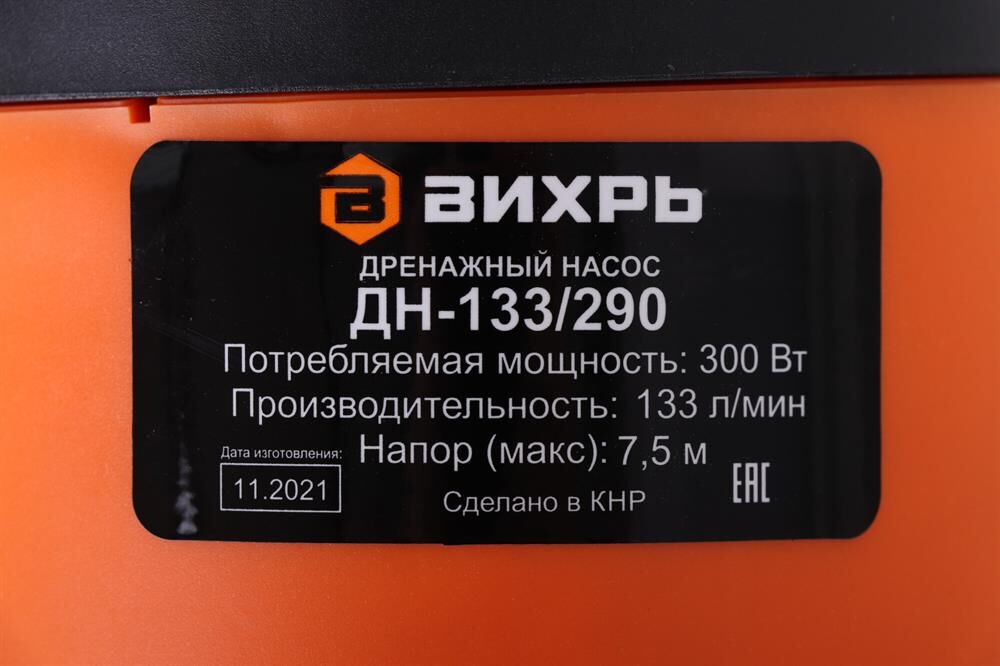 В ВИХРЬ
ДРЕНАЖНЫЙ НАСОС
ДН-133/290
Потребляемая мощность: 300 Вт
Производительность: 133 л/мин
Напор (макс): 7,5 м
Дата изготовления:
11.2021
Сделано в КНР
EAC